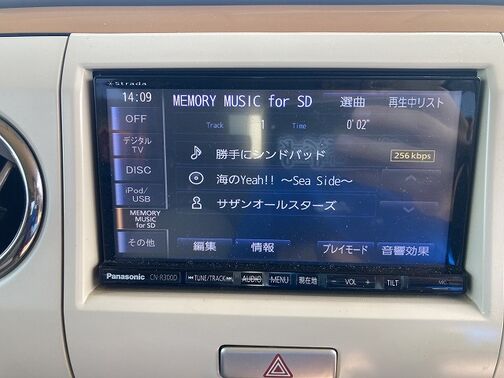 Strada
14:09 MEMORY MUSIC for SD 選曲 再生中リスト
OFF
Track 1 Time 0'02"
デジタル
TV
勝手にシンドバッド 256 kbps
DISC
海のYeah!! ～Sea Side～
iPod/
USB
サザンオールスターズ
MEMORY
MUSIC
for SD
その他
編集 情報 プレイモード 音響効果
Panasonic CN-R300D TUNE/TRACK AUDIO MENU 現在地 - VOL + TILT MIC